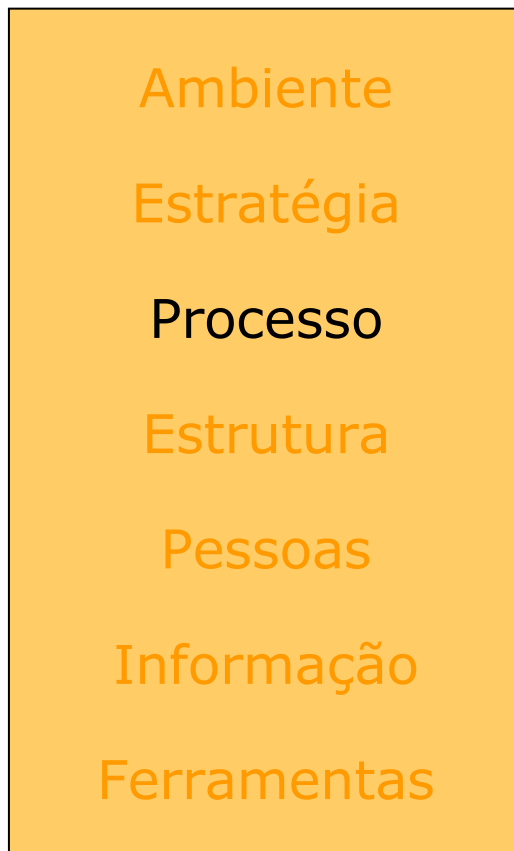 Ambiente
Estratégia
Processo
Estrutura
Pessoas
Informação
Ferramentas